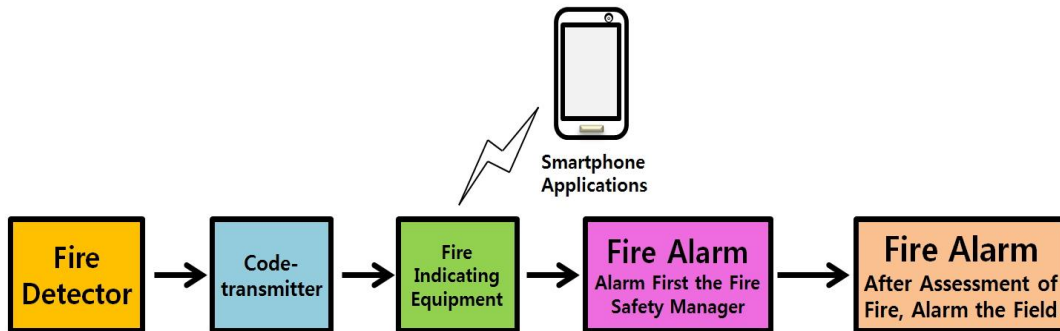 Smartphone
Applications
Fire
Detector
Code-
transmitter
Fire
Indicating
Equipment
Fire Alarm
Alarm First the Fire
Safety Manager
Fire Alarm
After Assessment of
Fire, Alarm the Field